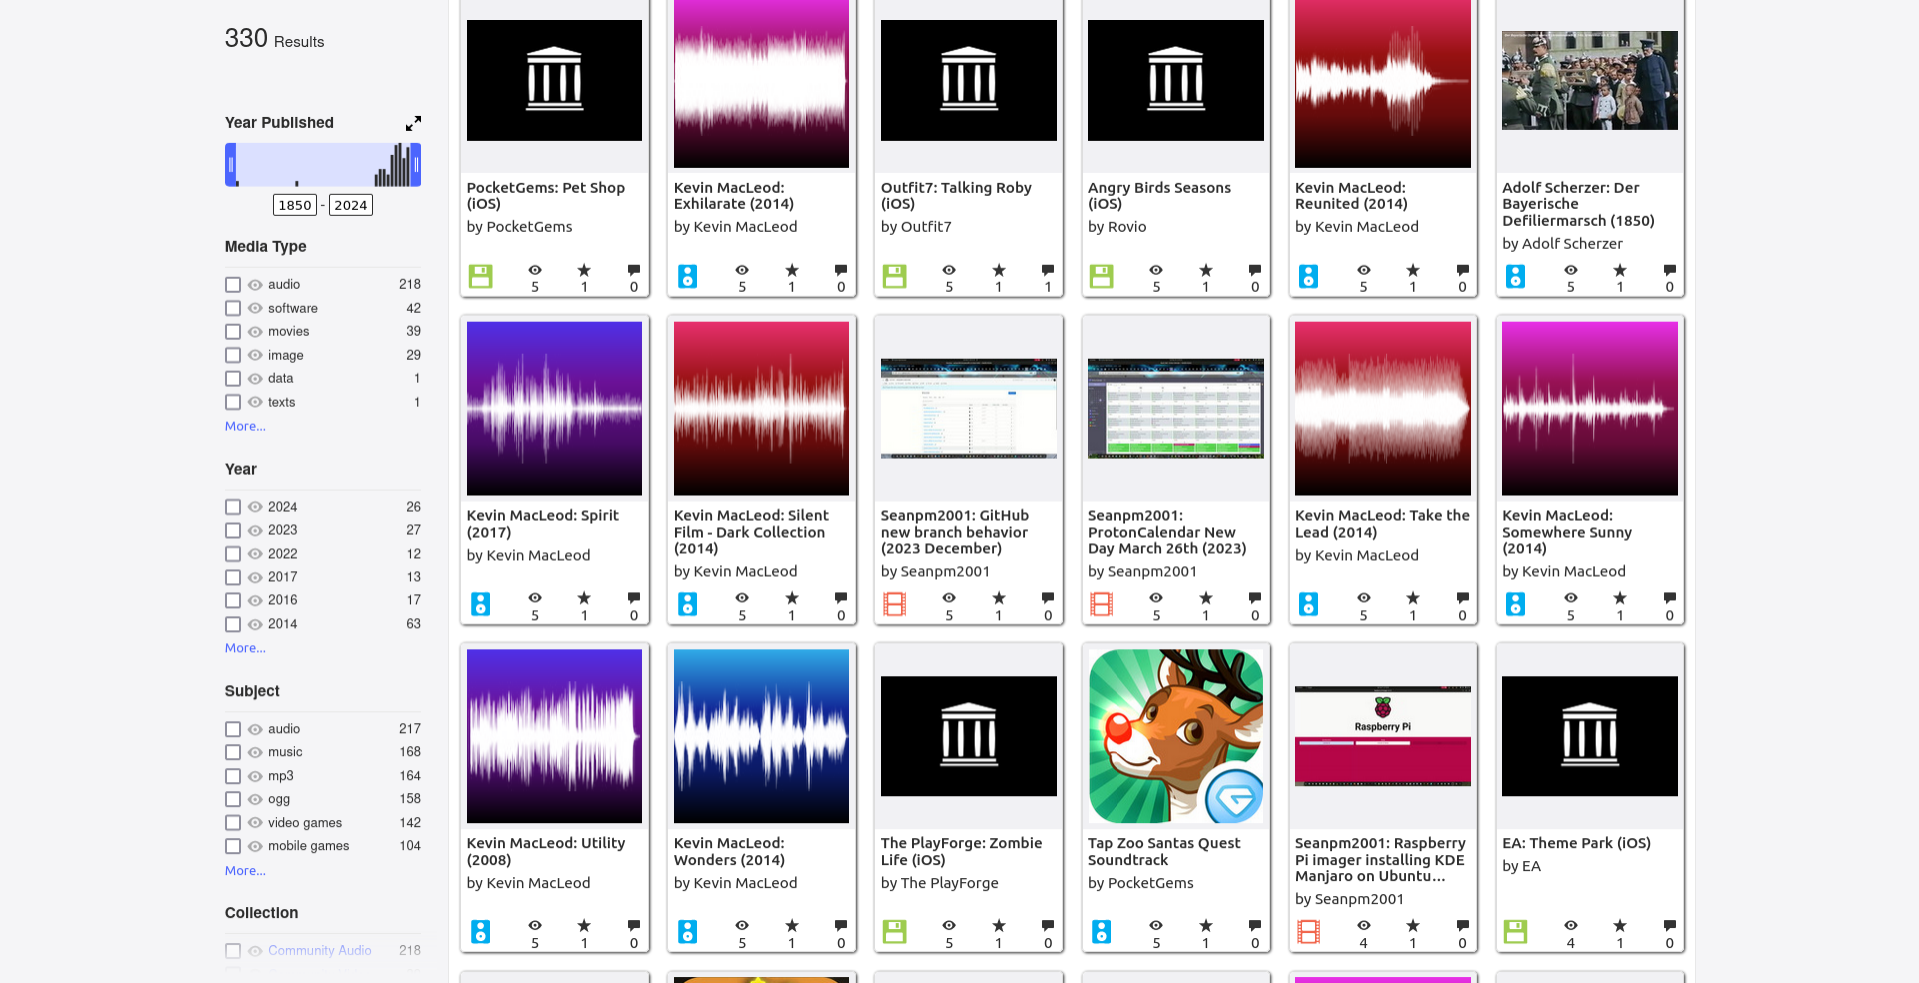 330 Results
Year Published
1850 - 2024
Media Type
audio 218
software 42
movies 39
image 29
data 1
texts 1
More...
Year
2024 26
2023 27
2022 12
2017 13
2016 17
2014 63
More...
Subject
audio 217
music 168
mp3 164
ogg 158
video games 142
mobile games 104
More...
Collection
Community Audio 218
PocketGems: Pet Shop
(iOS)
by PocketGems
5 1 0
Kevin MacLeod:
Exhilarate (2014)
by Kevin MacLeod
5 1 0
Outfit7: Talking Roby
(iOS)
by Outfit7
5 1 1
Angry Birds Seasons
(iOS)
by Rovio
5 1 0
Kevin MacLeod:
Reunited (2014)
by Kevin MacLeod
5 1 0
Adolf Scherzer: Der
Bayerische
Defiliermarsch (1850)
by Adolf Scherzer
5 1 0
Kevin MacLeod: Spirit
(2017)
by Kevin MacLeod
5 1 0
Kevin MacLeod: Silent
Film - Dark Collection
(2014)
by Kevin MacLeod
5 1 0
Seanpm2001: GitHub
new branch behavior
(2023 December)
by Seanpm2001
5 1 0
Seanpm2001:
ProtonCalendar New
Day March 26th (2023)
by Seanpm2001
5 1 0
Kevin MacLeod: Take the
Lead (2014)
by Kevin MacLeod
5 1 0
Kevin MacLeod:
Somewhere Sunny
(2014)
by Kevin MacLeod
5 1 0
Kevin MacLeod: Utility
(2008)
by Kevin MacLeod
5 1 0
Kevin MacLeod:
Wonders (2014)
by Kevin MacLeod
5 1 0
The PlayForge: Zombie
Life (iOS)
by The PlayForge
5 1 0
Tap Zoo Santas Quest
Soundtrack
by PocketGems
5 1 0
Raspberry Pi
Seanpm2001: Raspberry
Pi imager installing KDE
Manjaro on Ubuntu...
by Seanpm2001
4 1 0
EA: Theme Park (iOS)
by EA
4 1 0